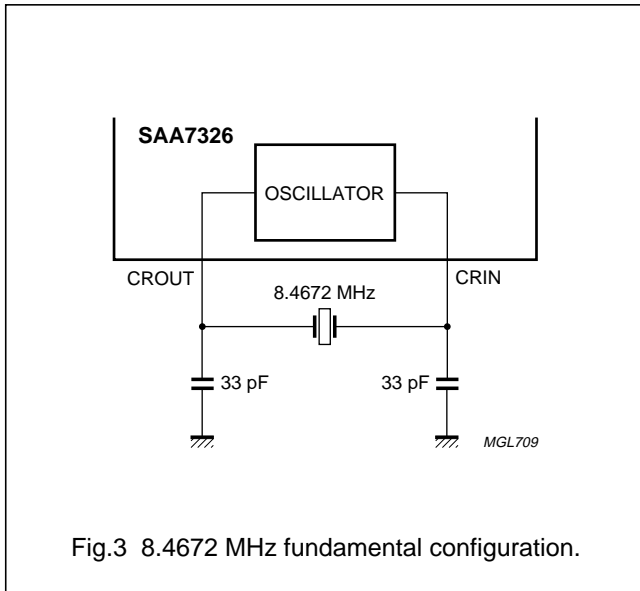 SAA7326
OSCILLATOR
CROUT
CRIN
8.4672 MHz
33 pF
33 pF
MGL709
Fig.3 8.4672 MHz fundamental configuration.